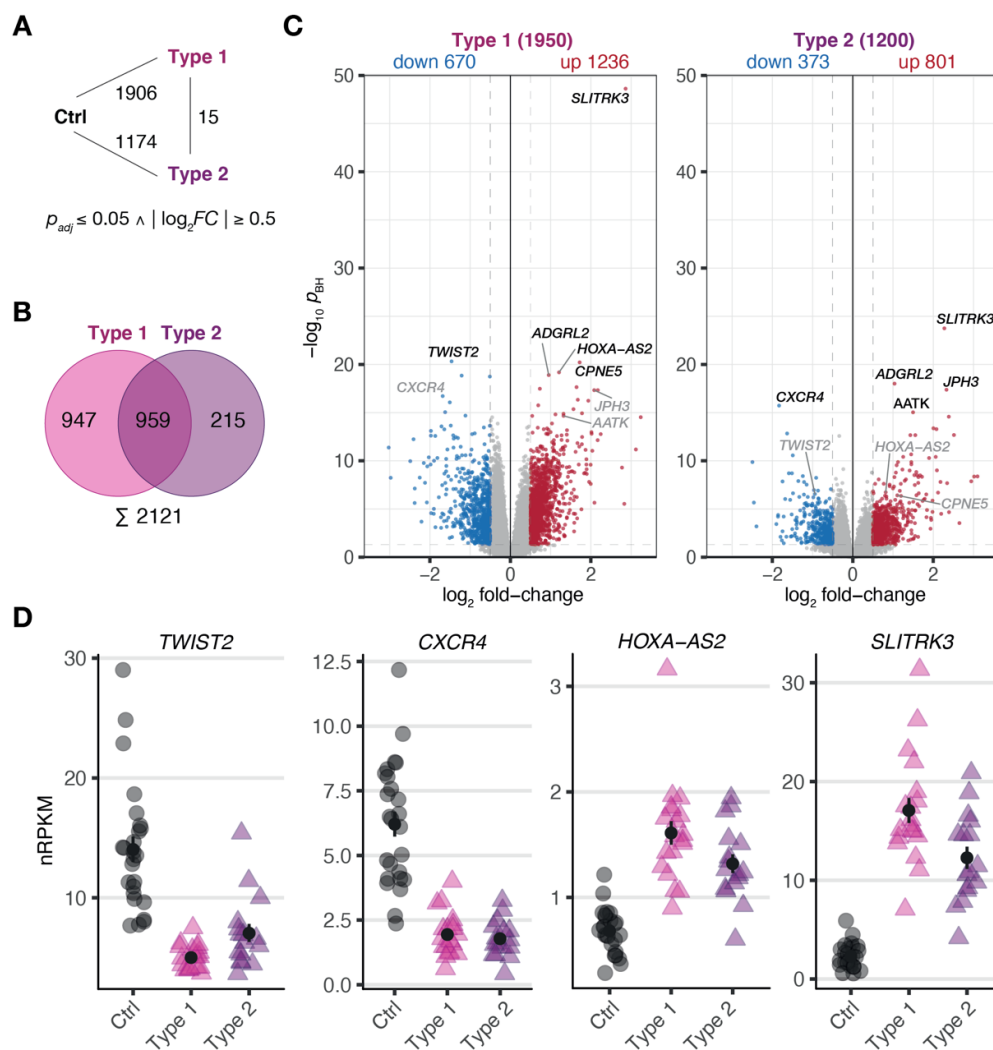 A
Type 1
1906
Ctrl
15
1174
Type 2
p_adj ≤ 0.05 ∧ | log₂FC | ≥ 0.5
B
Type 1 Type 2
947 959 215
∑ 2121
C
Type 1 (1950)
down 670 up 1236
SLITRK3
ADGRL2
TWIST2
HOXA−AS2
CPNE5
CXCR4
JPH3
AATK
50
40
30
20
10
0
−log₁₀ p_BH
−2 0 2
log₂ fold−change
Type 2 (1200)
down 373 up 801
SLITRK3
ADGRL2
JPH3
CXCR4
AATK
TWIST2
HOXA−AS2
CPNE5
50
40
30
20
10
0
−2 0 2
log₂ fold−change
D
nRPKM
TWIST2
30
20
10
Ctrl Type 1 Type 2
CXCR4
12.5
10.0
7.5
5.0
2.5
0.0
Ctrl Type 1 Type 2
HOXA−AS2
3
2
1
Ctrl Type 1 Type 2
SLITRK3
30
20
10
0
Ctrl Type 1 Type 2